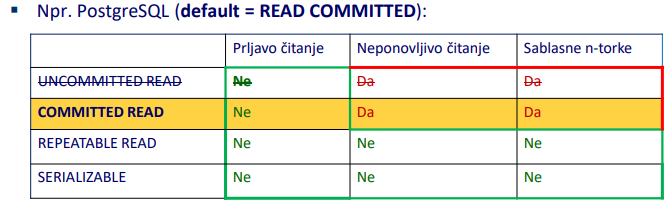 ▪ Npr. PostgreSQL (default = READ COMMITTED):
Prljavo čitanje Neponovljivo čitanje Sablasne n-torke
UNCOMMITTED READ Ne Da Da
COMMITTED READ Ne Da Da
REPEATABLE READ Ne Ne Ne
SERIALIZABLE Ne Ne Ne